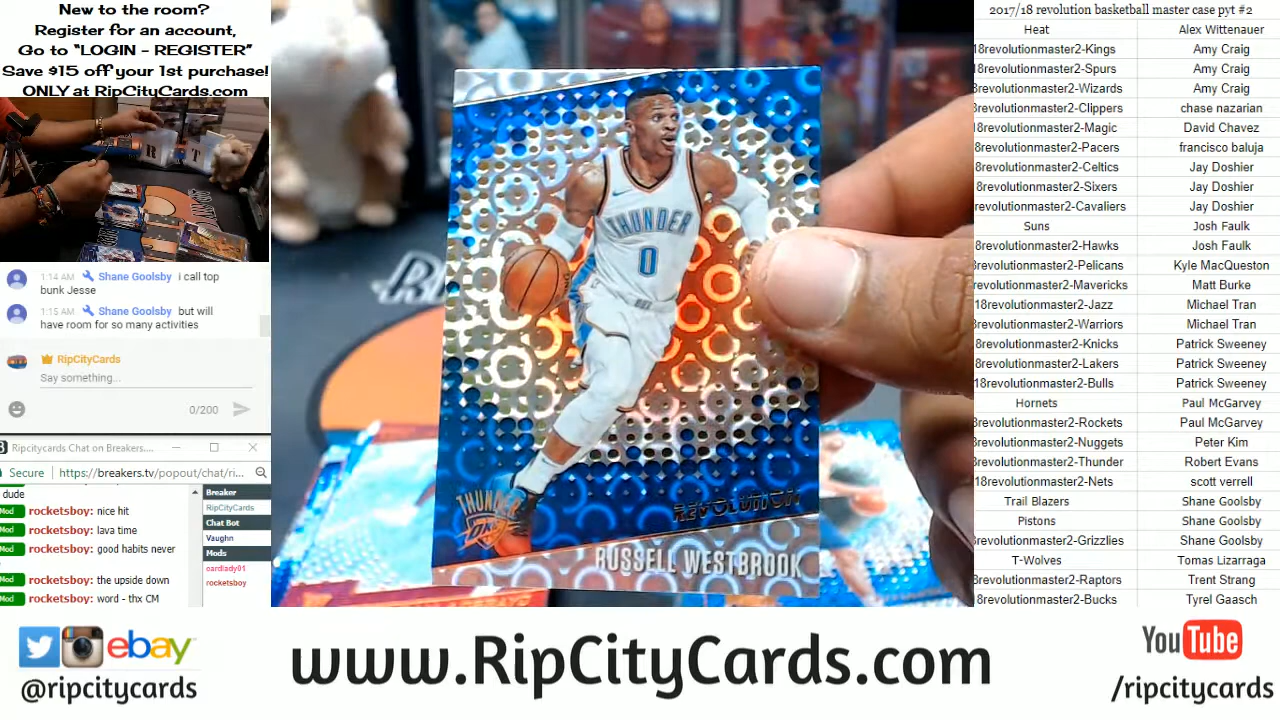 New to the room?
Register for an account,
Go to “LOGIN - REGISTER”
Save $15 off your 1st purchase!
ONLY at RipCityCards.com
1:14 AM Shane Goolsby i call top
bunk Jesse
1:15 AM Shane Goolsby but will
have room for so many activities
RipCityCards
Say something...
0/200
Ripcitycards Chat on Breakers....
Secure https://breakers.tv/popout/chat/ri...
dude
Mod rocketsboy: nice hit
Mod rocketsboy: lava time
Mod rocketsboy: good habits never
Mod rocketsboy: the upside down
Mod rocketsboy: word - thx CM
Breaker
RipCityCards
Chat Bot
Vaughn
Mods
cardlady01
rocketsboy
THUNDER
0
THUNDER
REVOLUTION
RUSSELL WESTBROOK
2017/18 revolution basketball master case pyt #2
Heat Alex Wittenauer
18revolutionmaster2-Kings Amy Craig
18revolutionmaster2-Spurs Amy Craig
8revolutionmaster2-Wizards Amy Craig
8revolutionmaster2-Clippers chase nazarian
18revolutionmaster2-Magic David Chavez
8revolutionmaster2-Pacers francisco baluja
8revolutionmaster2-Celtics Jay Doshier
8revolutionmaster2-Sixers Jay Doshier
8revolutionmaster2-Cavaliers Jay Doshier
Suns Josh Faulk
8revolutionmaster2-Hawks Josh Faulk
8revolutionmaster2-Pelicans Kyle MacQueston
revolutionmaster2-Mavericks Matt Burke
18revolutionmaster2-Jazz Michael Tran
revolutionmaster2-Warriors Michael Tran
8revolutionmaster2-Knicks Patrick Sweeney
8revolutionmaster2-Lakers Patrick Sweeney
18revolutionmaster2-Bulls Patrick Sweeney
Hornets Paul McGarvey
revolutionmaster2-Rockets Paul McGarvey
revolutionmaster2-Nuggets Peter Kim
revolutionmaster2-Thunder Robert Evans
18revolutionmaster2-Nets scott verrell
Trail Blazers Shane Goolsby
Pistons Shane Goolsby
revolutionmaster2-Grizzlies Shane Goolsby
T-Wolves Tomas Lizarraga
revolutionmaster2-Raptors Trent Strang
8revolutionmaster2-Bucks Tyrel Gaasch
ebay
@ripcitycards
www.RipCityCards.com
YouTube
/ripcitycards